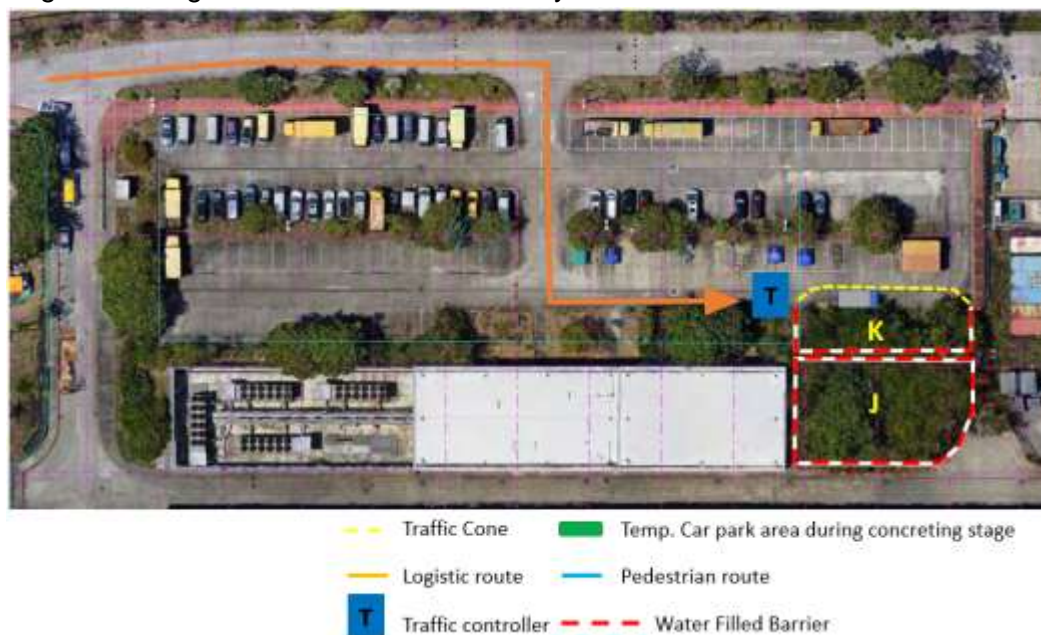 T
K
J
Traffic Cone
Temp. Car park area during concreting stage
Logistic route
Pedestrian route
T
Traffic controller
Water Filled Barrier